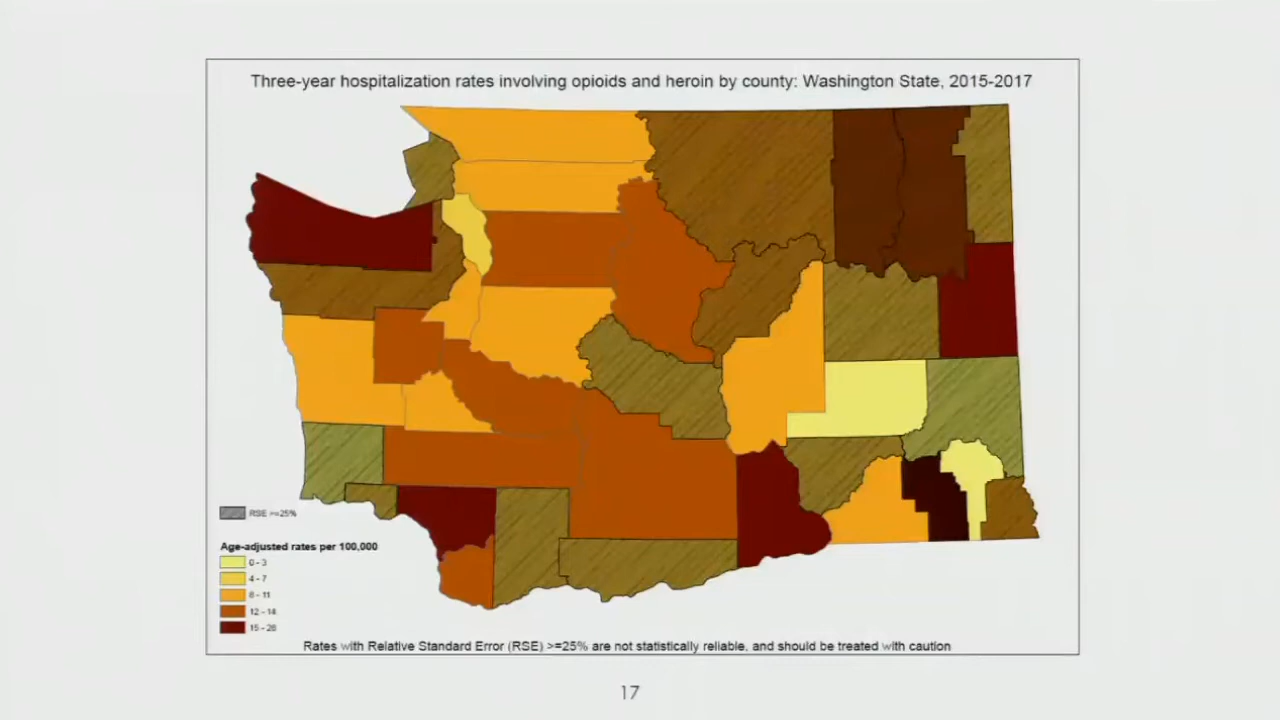 Three-year hospitalization rates involving opioids and heroin by county: Washington State, 2015-2017
RSE >=25%
Age-adjusted rates per 100,000
0 - 3
4 - 7
8 - 11
12 - 14
15 - 28
Rates with Relative Standard Error (RSE) >=25% are not statistically reliable, and should be treated with caution
17